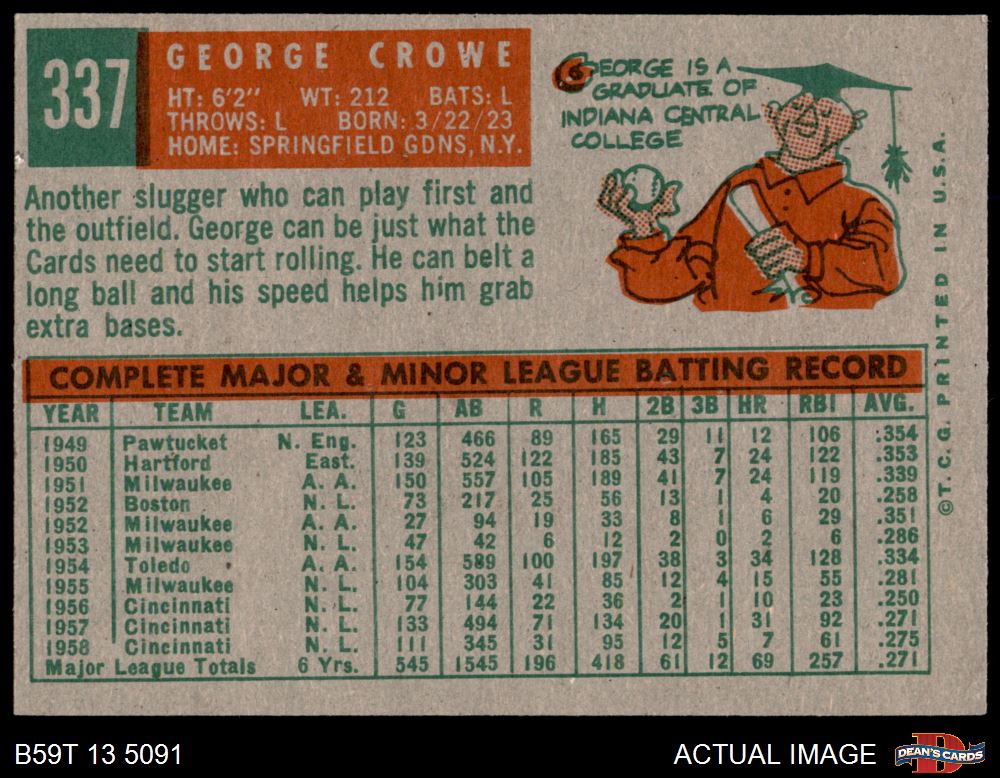 337
GEORGE CROWE
HT: 6'2" WT: 212 BATS: L
THROWS: L BORN: 3/22/23
HOME: SPRINGFIELD GDNS, N.Y.
GEORGE IS A
GRADUATE OF
INDIANA CENTRAL
COLLEGE
Another slugger who can play first and
the outfield. George can be just what the
Cards need to start rolling. He can belt a
long ball and his speed helps him grab
extra bases.
COMPLETE MAJOR & MINOR LEAGUE BATTING RECORD
YEAR TEAM LEA. G AB R H 2B 3B HR RBI AVG.
1949 Pawtucket N. Eng. 123 466 89 165 29 11 12 106 .354
1950 Hartford East. 139 524 122 185 43 7 24 122 .353
1951 Milwaukee A. A. 150 557 105 189 41 7 24 119 .339
1952 Boston N. L. 73 217 25 56 13 1 4 20 .258
1952 Milwaukee A. A. 27 94 19 33 8 1 6 29 .351
1953 Milwaukee N. L. 47 42 6 12 2 0 2 6 .286
1954 Toledo A. A. 154 589 100 197 38 3 34 128 .334
1955 Milwaukee N. L. 104 303 41 85 12 4 15 55 .281
1956 Cincinnati N. L. 77 144 22 36 2 1 10 23 .250
1957 Cincinnati N. L. 133 494 71 134 20 1 31 92 .271
1958 Cincinnati N. L. 111 345 31 95 12 5 7 61 .275
Major League Totals 6 Yrs. 545 1545 196 418 61 12 69 257 .271
©T. C. G. PRINTED IN U.S.A.
B59T 13 5091
ACTUAL IMAGE
DEAN'S CARDS